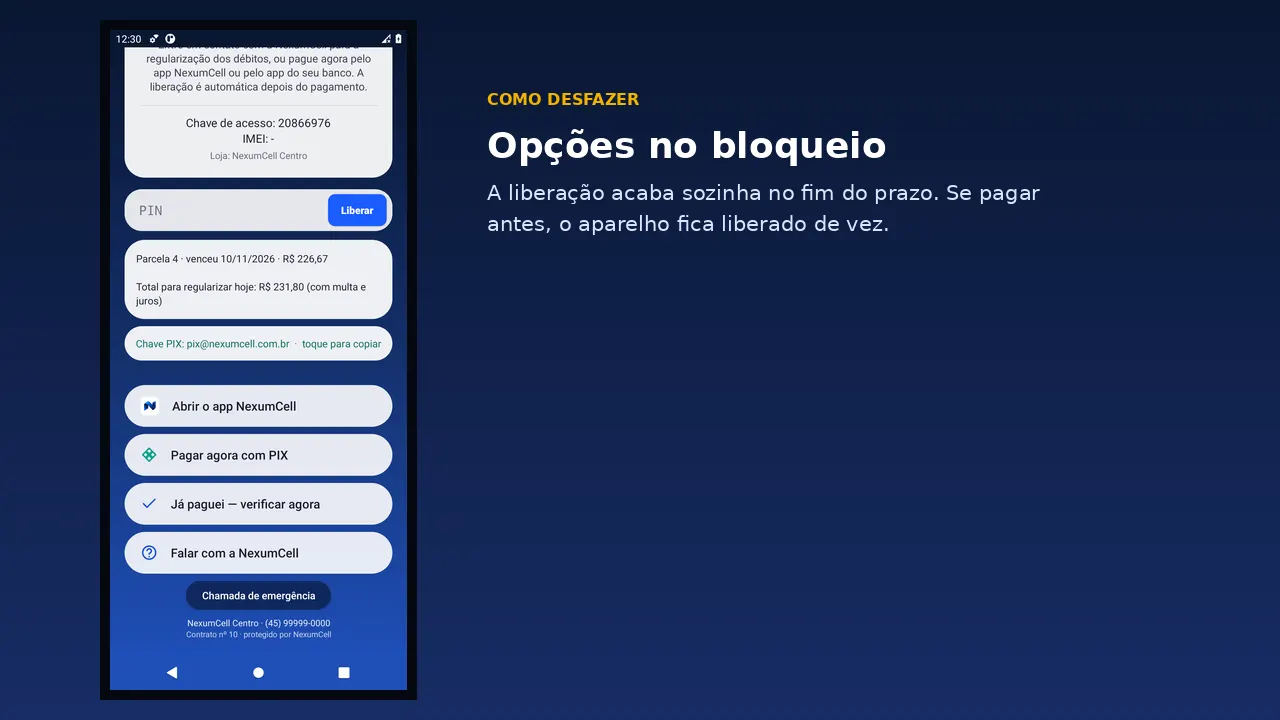 12:30
regularização dos débitos, ou pague agora pelo
app NexumCell ou pelo app do seu banco. A
liberação é automática depois do pagamento.
Chave de acesso: 20866976
IMEI: -
Loja: NexumCell Centro
PIN
Liberar
Parcela 4 · venceu 10/11/2026 · R$ 226,67
Total para regularizar hoje: R$ 231,80 (com multa e
juros)
Chave PIX: pix@nexumcell.com.br · toque para copiar
Abrir o app NexumCell
Pagar agora com PIX
Já paguei — verificar agora
Falar com a NexumCell
Chamada de emergência
NexumCell Centro · (45) 99999-0000
Contrato nº 10 · protegido por NexumCell
COMO DESFAZER
Opções no bloqueio
A liberação acaba sozinha no fim do prazo. Se pagar
antes, o aparelho fica liberado de vez.